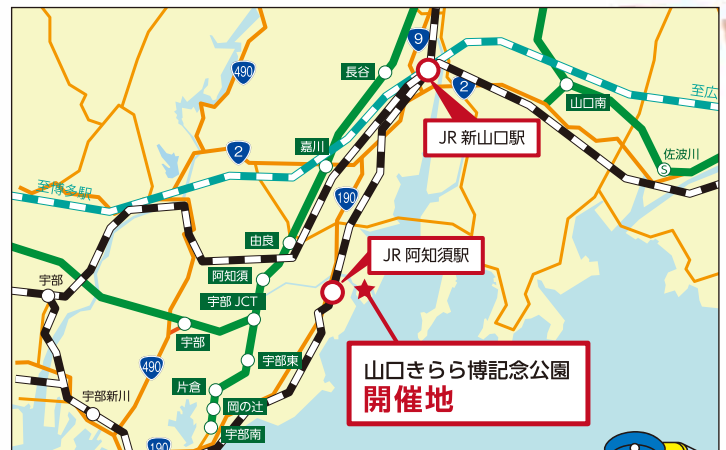 9
490
長谷
2
至広
山口南
JR 新山口駅
嘉川
2
佐波川
S
至博多駅
190
由良
JR 阿知須駅
阿知須
宇部
宇部 JCT
宇部
山口きらら博記念公園
開催地
宇部東
490
片倉
宇部新川
岡の辻
宇部南
190